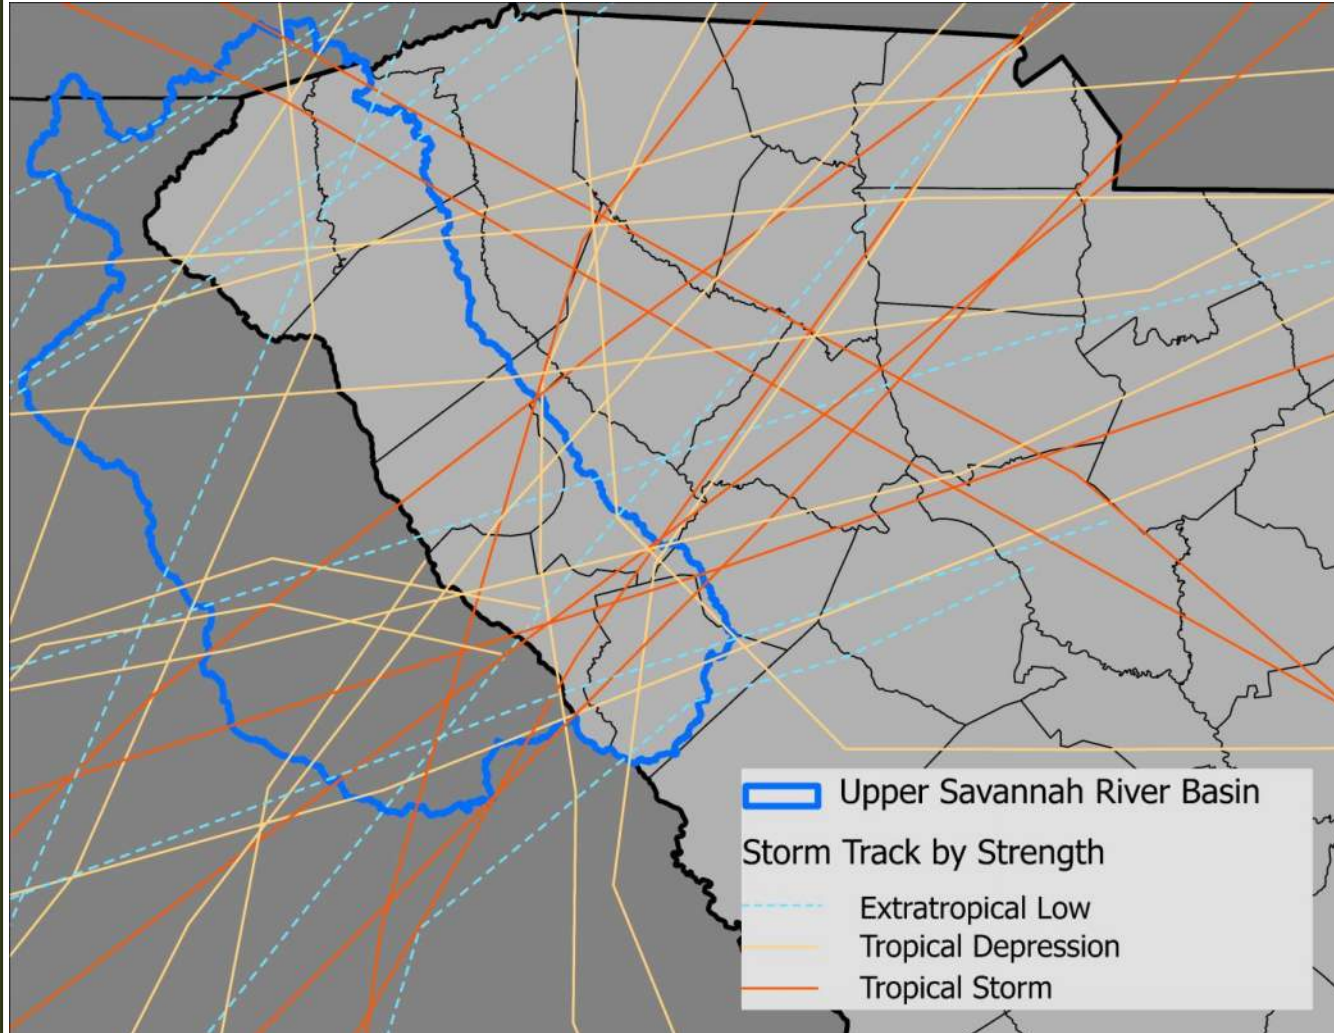 Upper Savannah River Basin
Storm Track by Strength
Extratropical Low
Tropical Depression
Tropical Storm